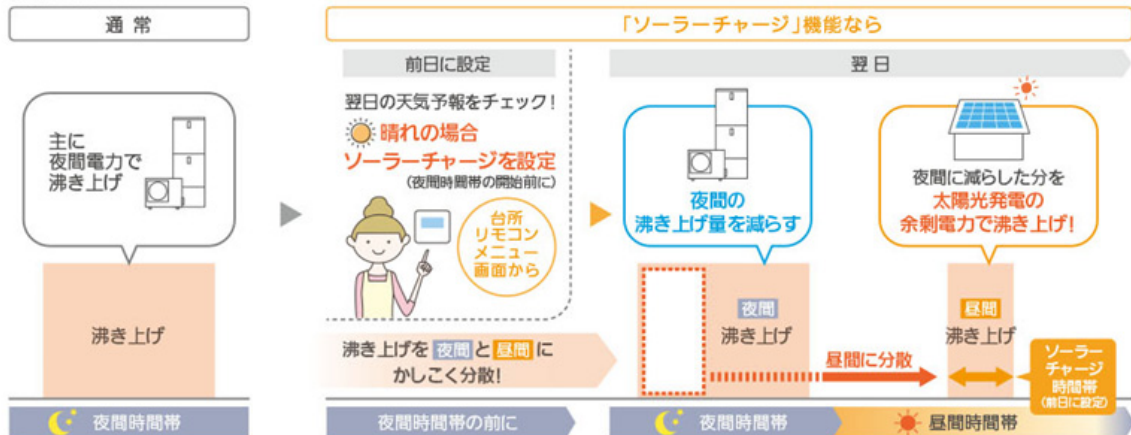 通常
主に
夜間電力で
沸き上げ
沸き上げ
夜間時間帯
「ソーラーチャージ」機能なら
前日に設定
翌日の天気予報をチェック！
晴れの場合
ソーラーチャージを設定
（夜間時間帯の開始前に）
台所
リモコン
メニュー
画面から
沸き上げを 夜間 と 昼間 に
かしこく分散！
夜間時間帯の前に
翌日
夜間の
沸き上げ量を減らす
夜間に減らした分を
太陽光発電の
余剰電力で沸き上げ！
夜間
沸き上げ
昼間に分散
昼間
沸き上げ
ソーラー
チャージ
時間帯
（前日に設定）
夜間時間帯
昼間時間帯